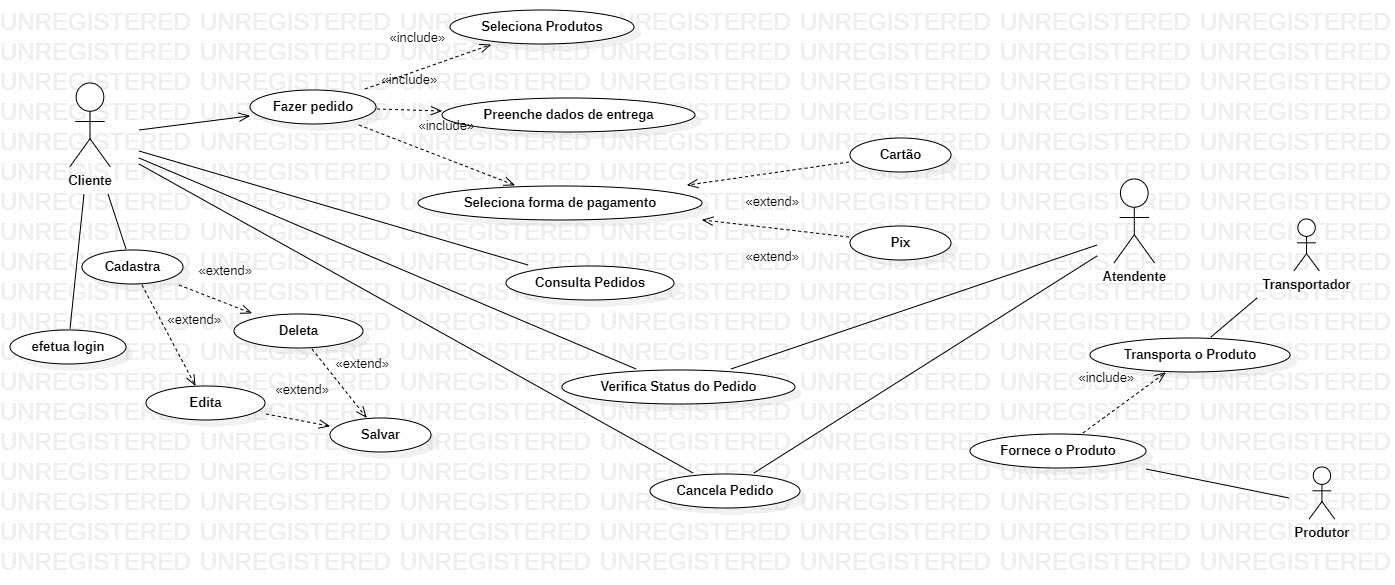 Seleciona Produtos
«include»
«include»
Fazer pedido
Preenche dados de entrega
«include»
Cartão
Cliente
Seleciona forma de pagamento
«extend»
Pix
«extend»
Atendente
Transportador
Cadastra
«extend»
Consulta Pedidos
«extend»
Deleta
efetua login
Transporta o Produto
«extend»
«include»
Verifica Status do Pedido
«extend»
Edita
Salvar
Fornece o Produto
Cancela Pedido
Produtor
UNREGISTERED UNREGISTERED UNREGISTERED UNREGISTERED UNREGISTERED UNREGISTERED UNREGISTERED